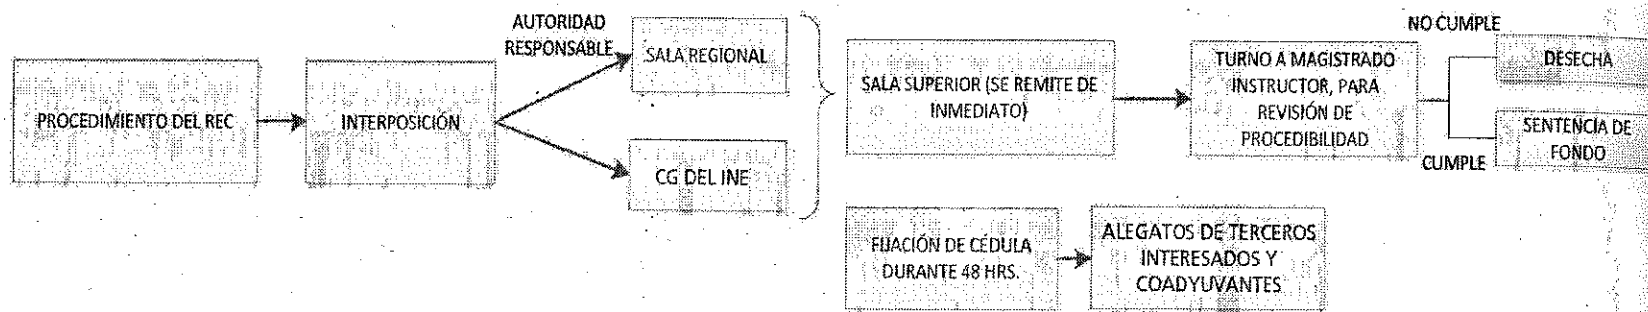 PROCEDIMIENTO DEL REC
INTERPOSICIÓN
AUTORIDAD
RESPONSABLE
SALA REGIONAL
CG DEL INE
SALA SUPERIOR (SE REMITE DE
INMEDIATO)
TURNO A MAGISTRADO
INSTRUCTOR, PARA
REVISIÓN DE
PROCEDIBILIDAD
NO CUMPLE
DESECHA
CUMPLE
SENTENCIA DE
FONDO
FIJACIÓN DE CÉDULA
DURANTE 48 HRS.
ALEGATOS DE TERCEROS
INTERESADOS Y
COADYUVANTES